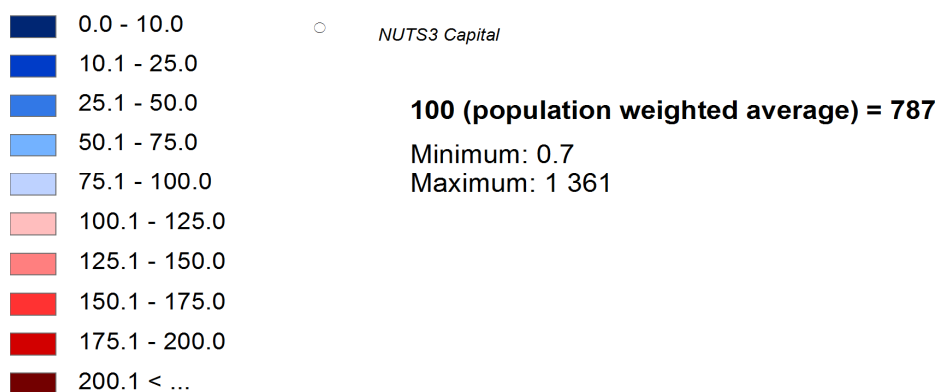 0.0 - 10.0
10.1 - 25.0
25.1 - 50.0
50.1 - 75.0
75.1 - 100.0
100.1 - 125.0
125.1 - 150.0
150.1 - 175.0
175.1 - 200.0
200.1 < ...
NUTS3 Capital
100 (population weighted average) = 787
Minimum: 0.7
Maximum: 1 361